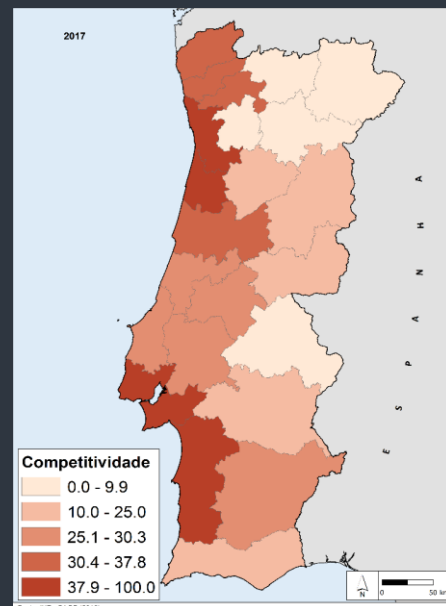 2017
ESPANHA
Competitividade
0.0 - 9.9
10.0 - 25.0
25.1 - 30.3
30.4 - 37.8
37.9 - 100.0
N
0
50 km